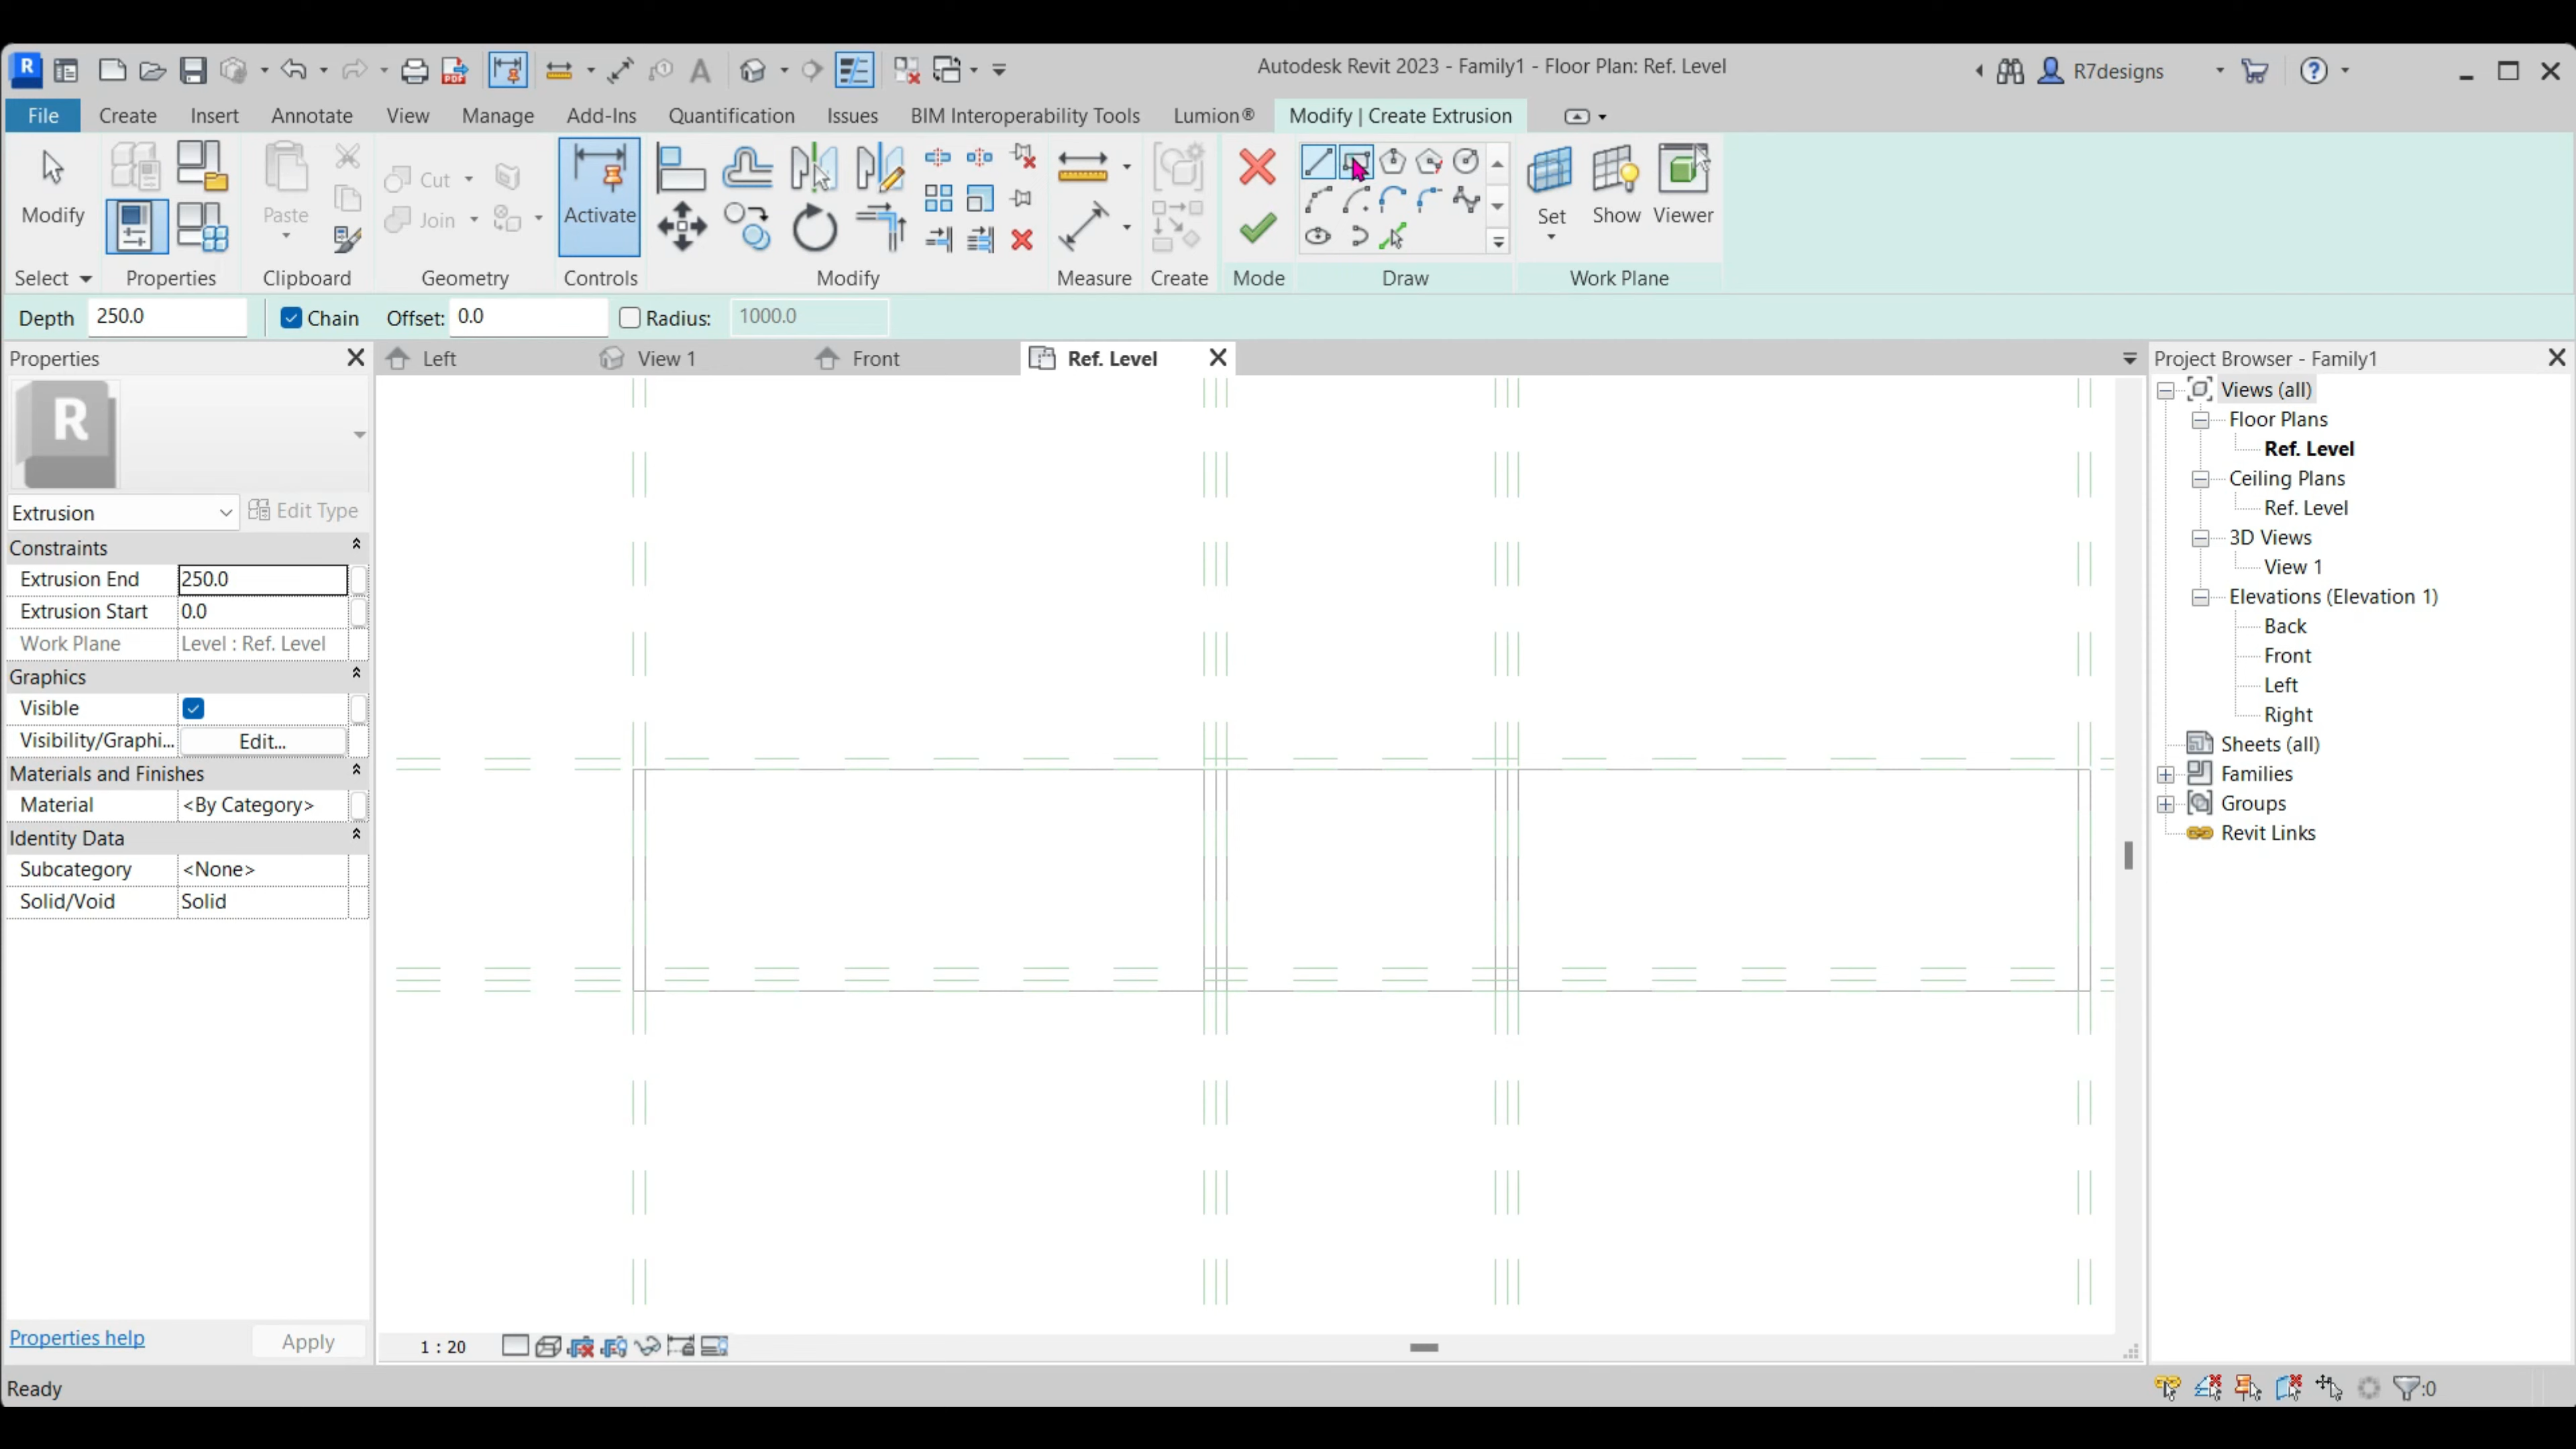 R
Autodesk Revit 2023 - Family1 - Floor Plan: Ref. Level
R7designs
File Create Insert Annotate View Manage Add-Ins Quantification Issues BIM Interoperability Tools Lumion® Modify | Create Extrusion
Modify
Paste
Cut
Join
Activate
Set
Show
Viewer
Select Properties Clipboard Geometry Controls Modify Measure Create Mode Draw Work Plane
Depth 250.0 Chain Offset: 0.0 Radius: 1000.0
Properties
Left
View 1
Front
Ref. Level
Project Browser - Family1
R
Extrusion
Edit Type
Constraints
Extrusion End 250.0
Extrusion Start 0.0
Work Plane Level : Ref. Level
Graphics
Visible
Visibility/Graphi... Edit...
Materials and Finishes
Material <By Category>
Identity Data
Subcategory <None>
Solid/Void Solid
Properties help
Apply
Views (all)
Floor Plans
Ref. Level
Ceiling Plans
Ref. Level
3D Views
View 1
Elevations (Elevation 1)
Back
Front
Left
Right
Sheets (all)
Families
Groups
Revit Links
1 : 20
Ready
:0